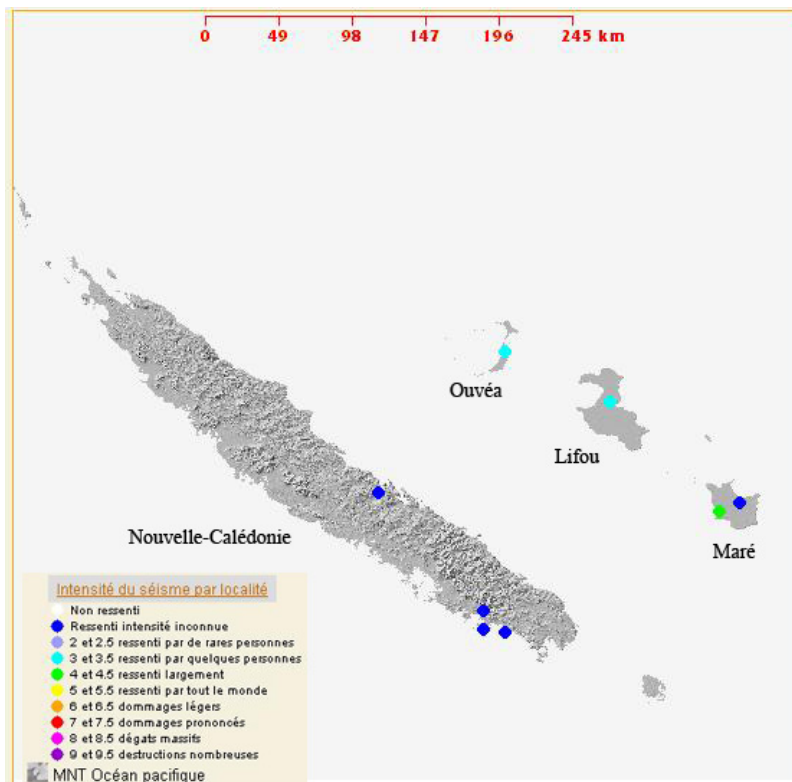 0 49 98 147 196 245 km
Ouvéa
Lifou
Nouvelle-Calédonie
Maré
Intensité du séisme par localité
Non ressenti
Ressenti intensité inconnue
2 et 2.5 ressenti par de rares personnes
3 et 3.5 ressenti par quelques personnes
4 et 4.5 ressenti largement
5 et 5.5 ressenti par tout le monde
6 et 6.5 dommages légers
7 et 7.5 dommages prononcés
8 et 8.5 dégats massifs
9 et 9.5 destructions nombreuses
MNT Océan pacifique